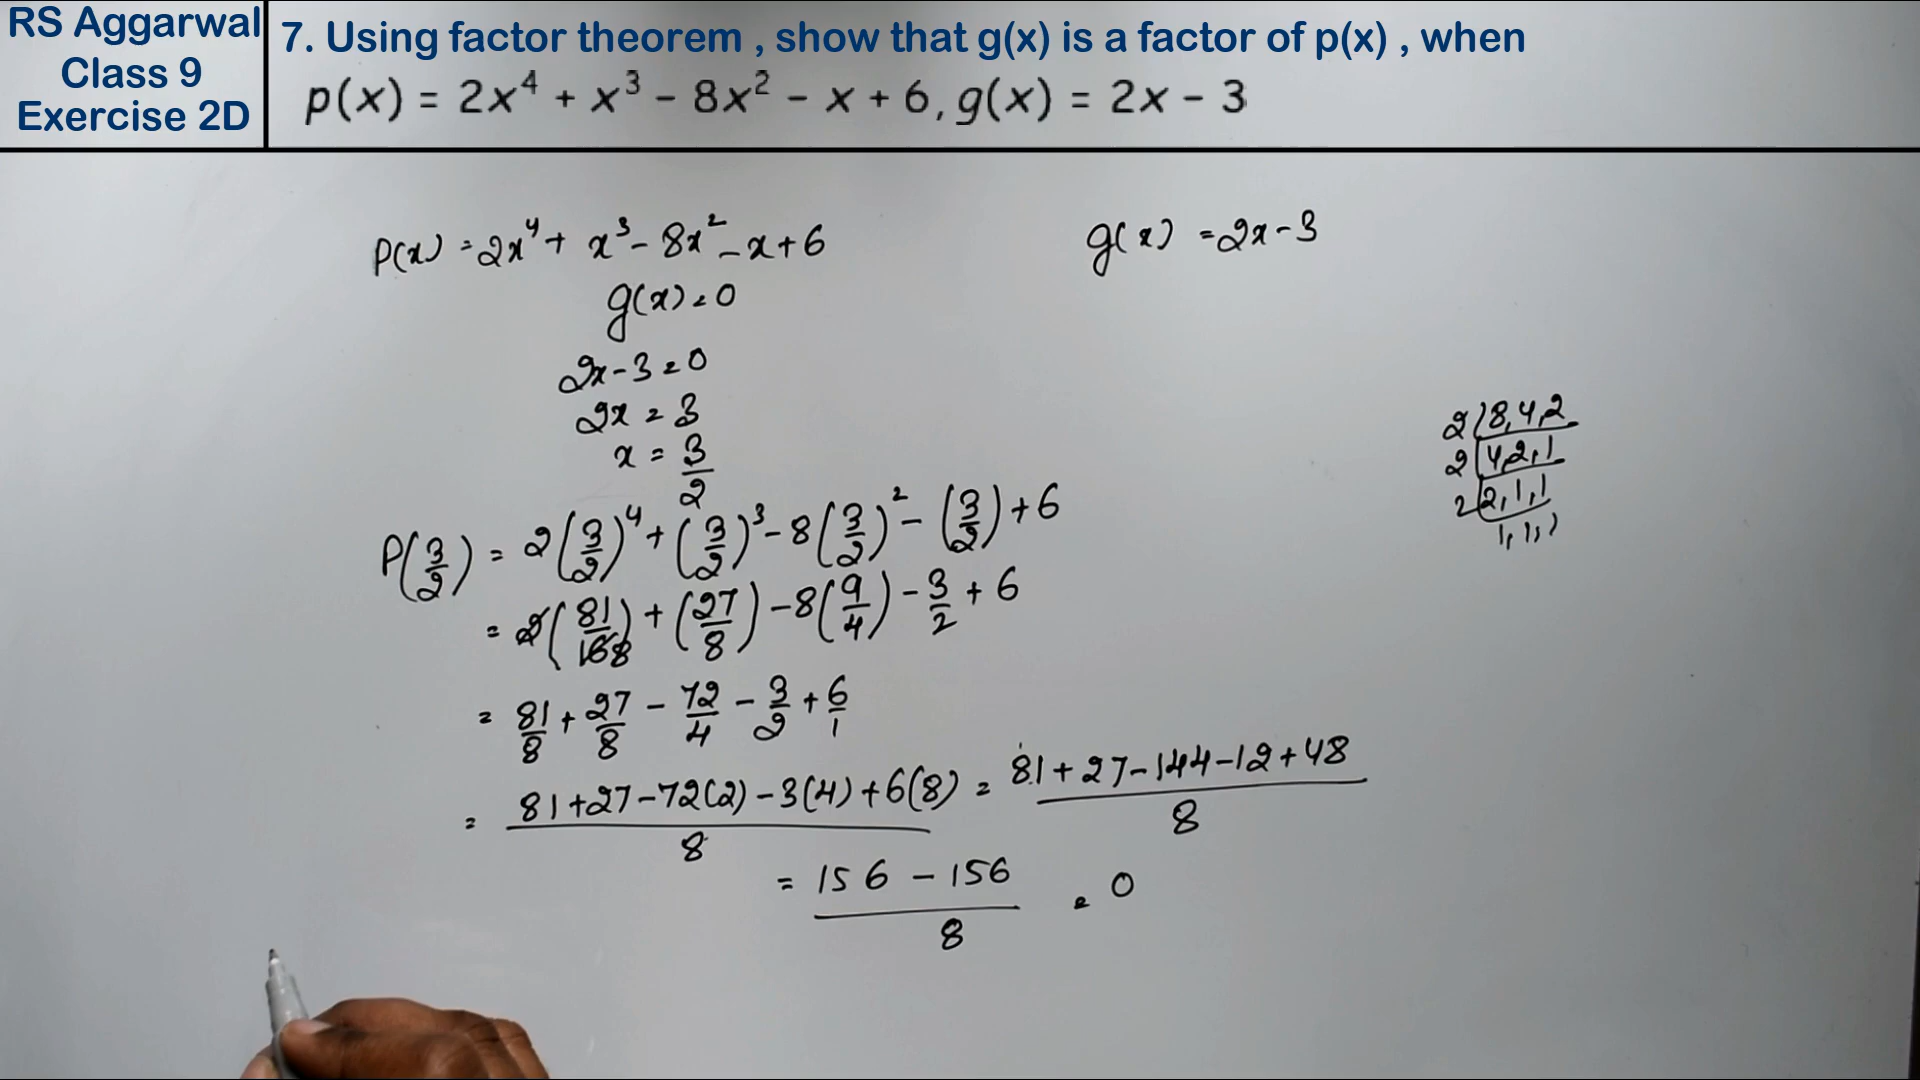 RS Aggarwal
Class 9
Exercise 2D
7. Using factor theorem , show that g(x) is a factor of p(x) , when
p(x) = 2x⁴ + x³ - 8x² - x + 6, g(x) = 2x - 3
P(x) = 2x⁴ + x³ - 8x² - x + 6
g(x) = 2x - 3
g(x) = 0
2x - 3 = 0
2x = 3
x = 3/2
P(3/2) = 2(3/2)⁴ + (3/2)³ - 8(3/2)² - (3/2) + 6
= 2(81/16 8) + (27/8) - 8(9/4) - 3/2 + 6
= 81/8 + 27/8 - 72/4 - 3/2 + 6/1
= (81 + 27 - 72(2) - 3(4) + 6(8))/8 = (81 + 27 - 144 - 12 + 48)/8
= (156 - 156)/8 = 0
2 | 8, 4, 2
2 | 4, 2, 1
2 | 2, 1, 1
1, 1, 1